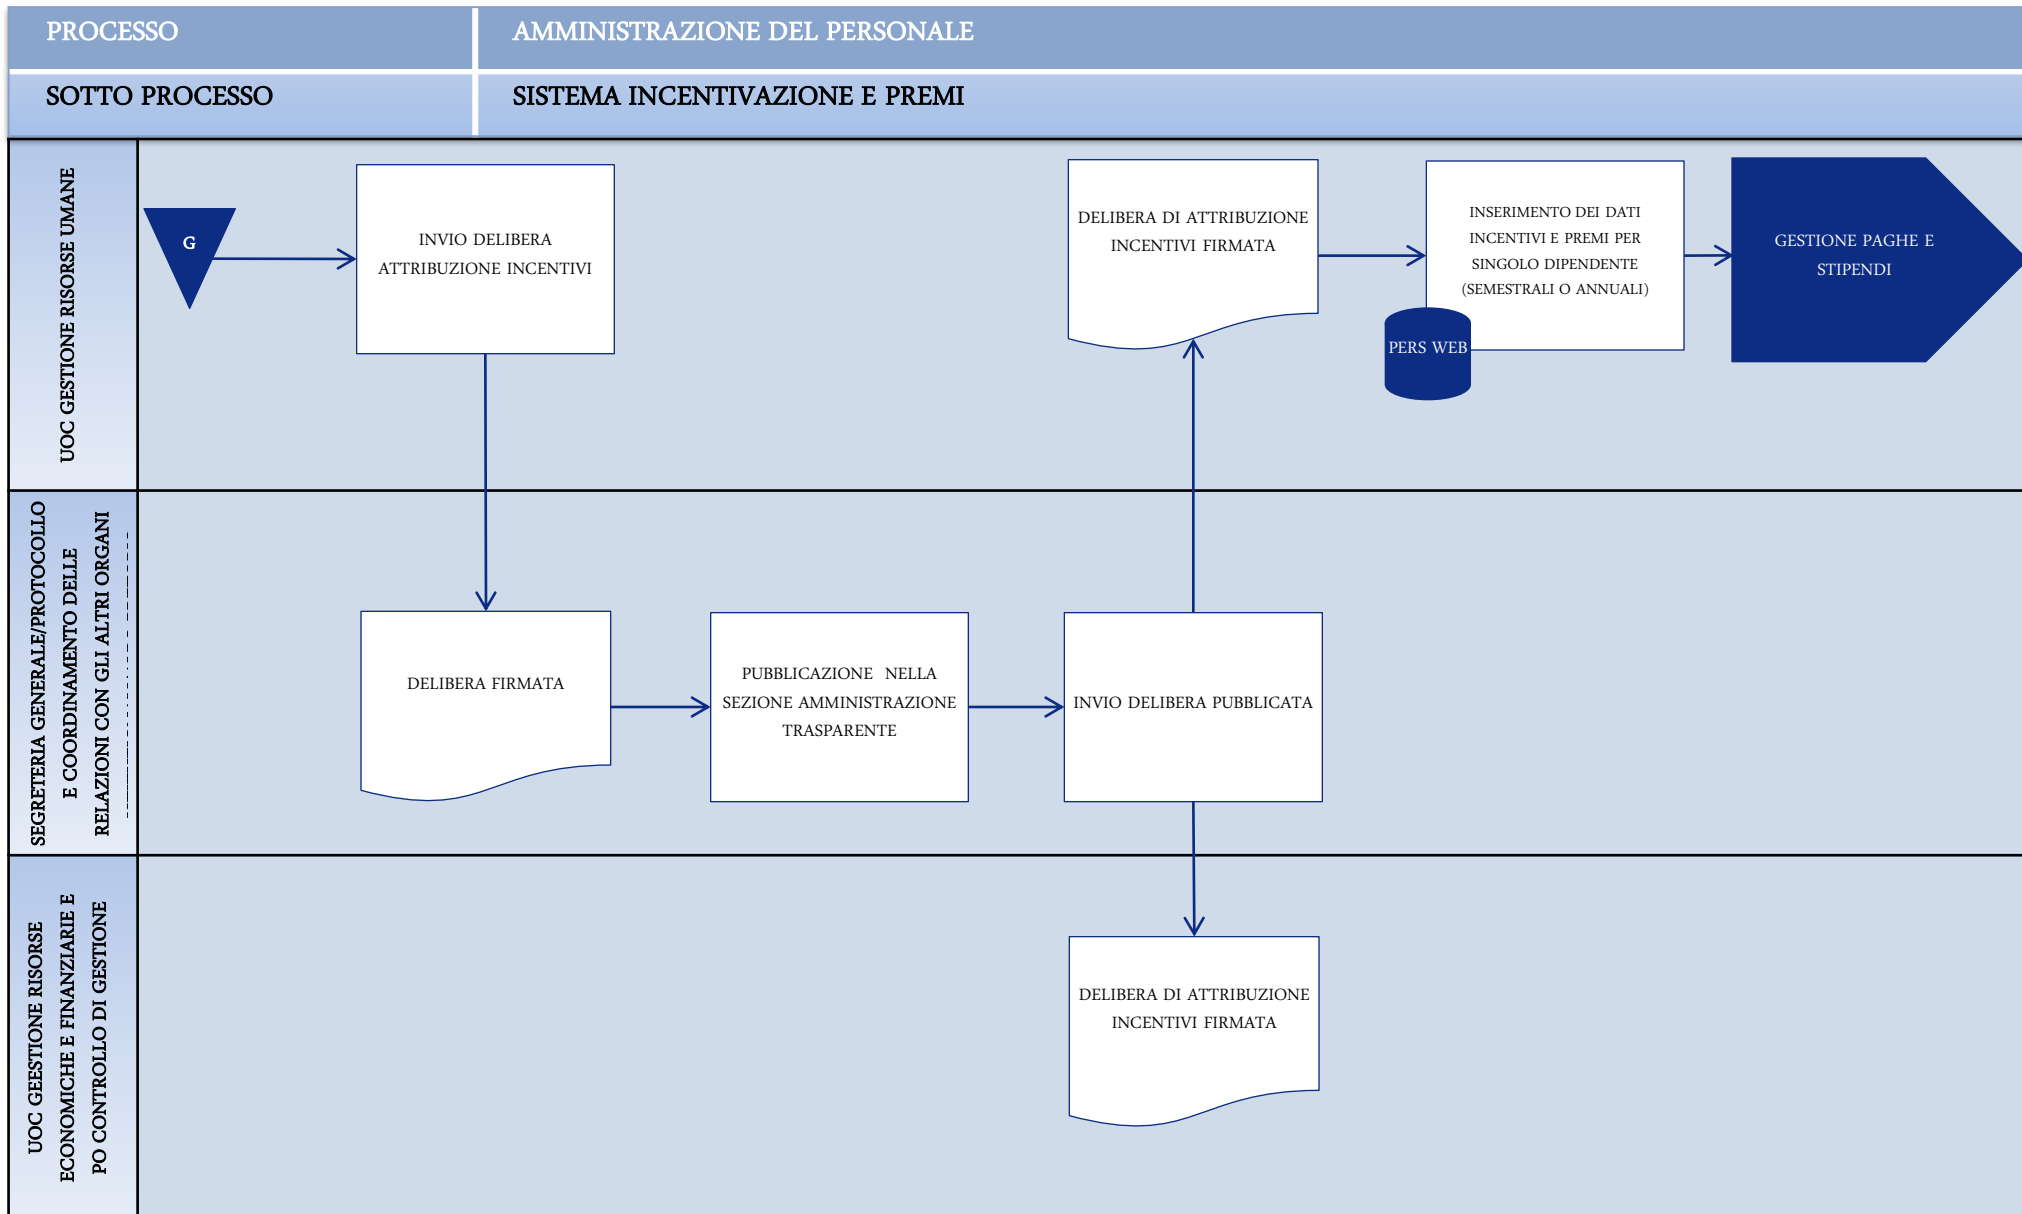 PROCESSO
AMMINISTRAZIONE DEL PERSONALE
SOTTO PROCESSO
SISTEMA INCENTIVAZIONE E PREMI
UOC GESTIONE RISORSE UMANE
G
INVIO DELIBERA
ATTRIBUZIONE INCENTIVI
DELIBERA DI ATTRIBUZIONE
INCENTIVI FIRMATA
INSERIMENTO DEI DATI
INCENTIVI E PREMI PER
SINGOLO DIPENDENTE
(SEMESTRALI O ANNUALI)
PERS WEB
GESTIONE PAGHE E
STIPENDI
SEGRETERIA GENERALE/PROTOCOLLO
E COORDINAMENTO DELLE
RELAZIONI CON GLI ALTRI ORGANI
DELIBERA FIRMATA
PUBBLICAZIONE NELLA
SEZIONE AMMINISTRAZIONE
TRASPARENTE
INVIO DELIBERA PUBBLICATA
UOC GEESTIONE RISORSE
ECONOMICHE E FINANZIARIE E
PO CONTROLLO DI GESTIONE
DELIBERA DI ATTRIBUZIONE
INCENTIVI FIRMATA